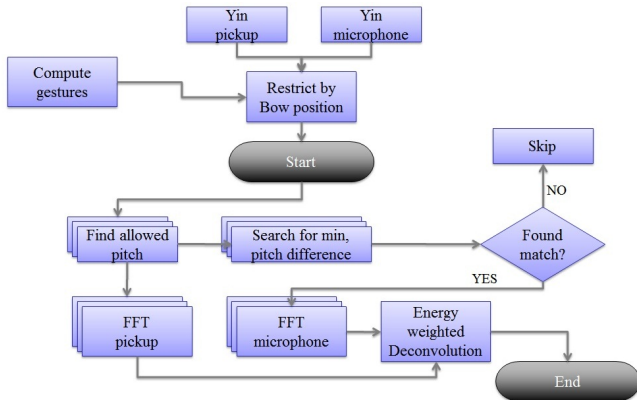 Yin
pickup
Yin
microphone
Compute
gestures
Restrict by
Bow position
Start
Skip
NO
Find allowed
pitch
Search for min,
pitch difference
Found
match?
YES
FFT
pickup
FFT
microphone
Energy
weighted
Deconvolution
End